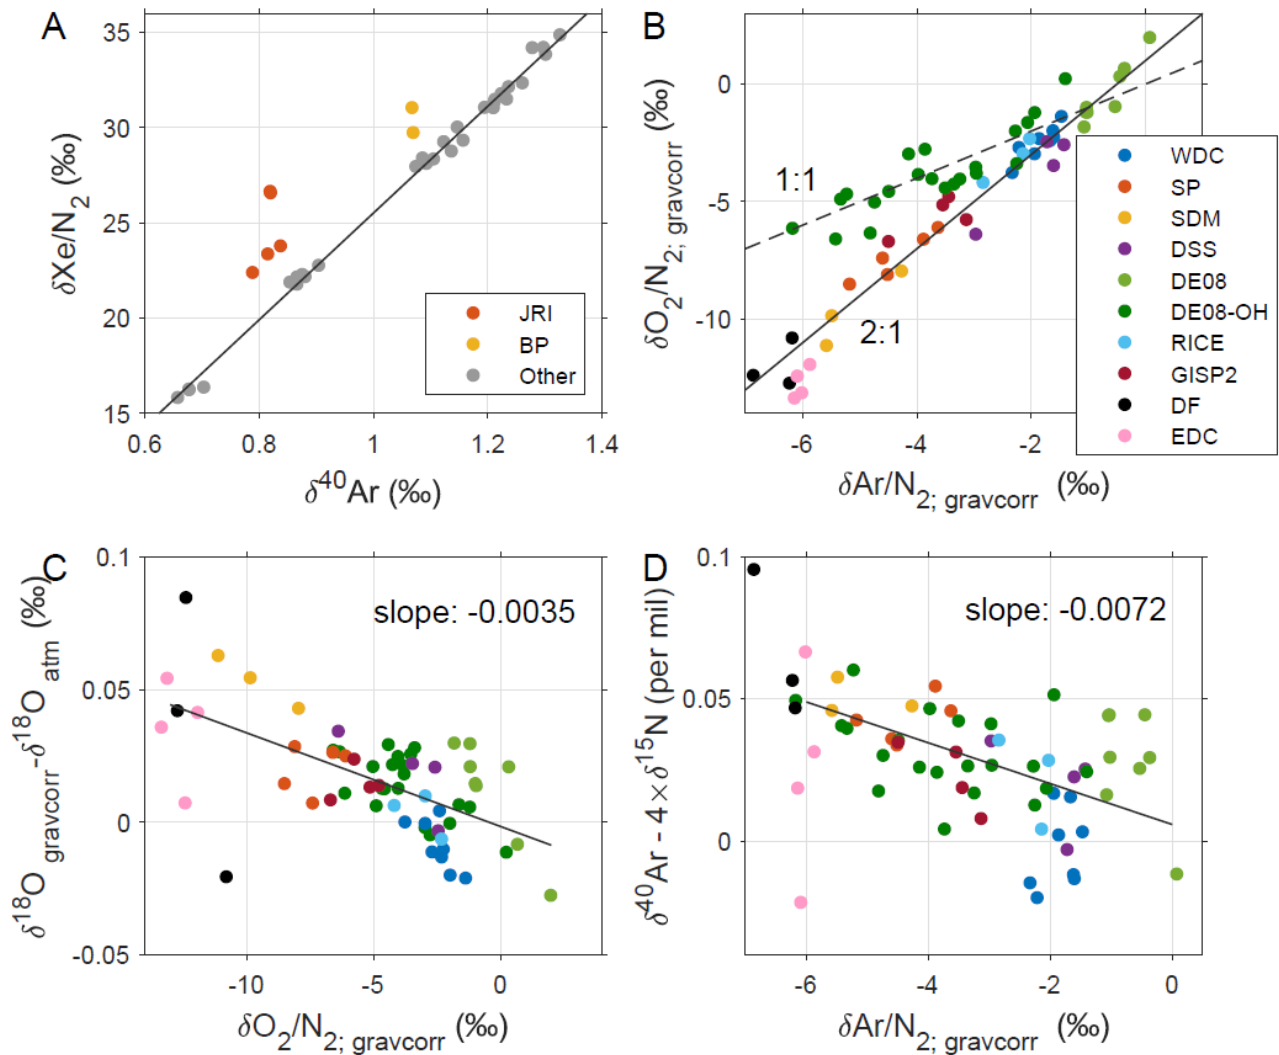 A
35
30
25
20
15
δXe/N2 (‰)
JRI
BP
Other
0.6 0.8 1 1.2 1.4
δ40Ar (‰)
B
0
-5
-10
δO2/N2; gravcorr (‰)
1:1
2:1
WDC
SP
SDM
DSS
DE08
DE08-OH
RICE
GISP2
DF
EDC
-6 -4 -2
δAr/N2; gravcorr (‰)
C
0.1
0.05
0
-0.05
δ18O gravcorr-δ18O atm (‰)
slope: -0.0035
-10 -5 0
δO2/N2; gravcorr (‰)
D
0.1
0.05
0
δ40Ar - 4×δ15N (per mil)
slope: -0.0072
-6 -4 -2 0
δAr/N2; gravcorr (‰)